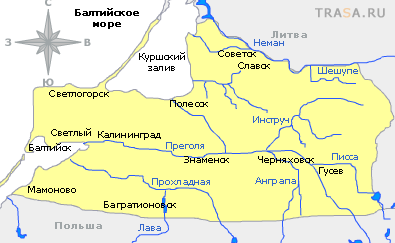 TRASA.RU
С
З
В
Ю
Балтийское
море
Литва
Неман
Куршский
залив
Советск
Славск
Шешупе
Светлогорск
Полесск
Инструч
Светлый
Калининград
Балтийск
Преголя
Знаменск
Черняховск
Писса
Гусев
Мамоново
Прохладная
Анграпа
Багратионовск
Польша
Лава